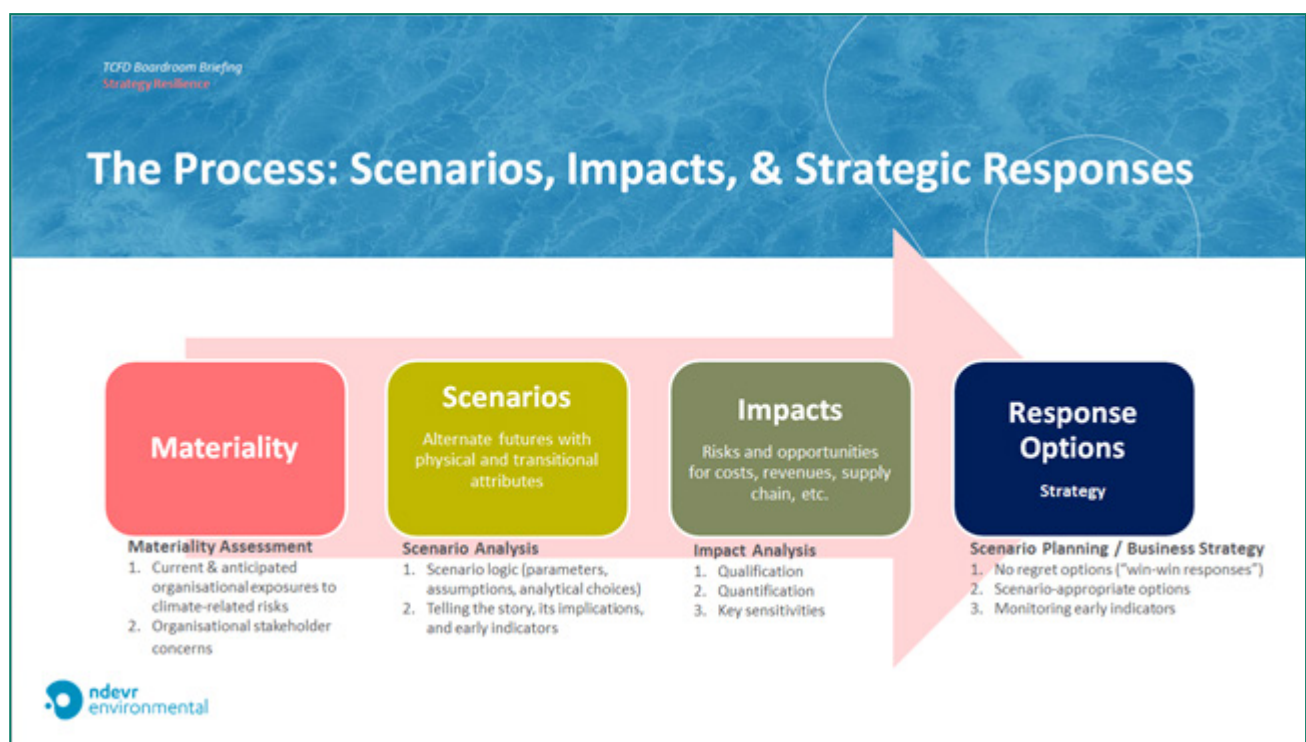 TCFD Boardroom Briefing
Strategy Resilience
The Process: Scenarios, Impacts, & Strategic Responses
Materiality
Scenarios
Alternate futures with
physical and transitional
attributes
Impacts
Risks and opportunities
for costs, revenues, supply
chain, etc.
Response
Options
Strategy
Materiality Assessment
1. Current & anticipated
organisational exposures to
climate-related risks
2. Organisational stakeholder
concerns
Scenario Analysis
1. Scenario logic (parameters,
assumptions, analytical choices)
2. Telling the story, its implications,
and early indicators
Impact Analysis
1. Qualification
2. Quantification
3. Key sensitivities
Scenario Planning / Business Strategy
1. No regret options ("win-win responses")
2. Scenario-appropriate options
3. Monitoring early indicators
ndevr
environmental